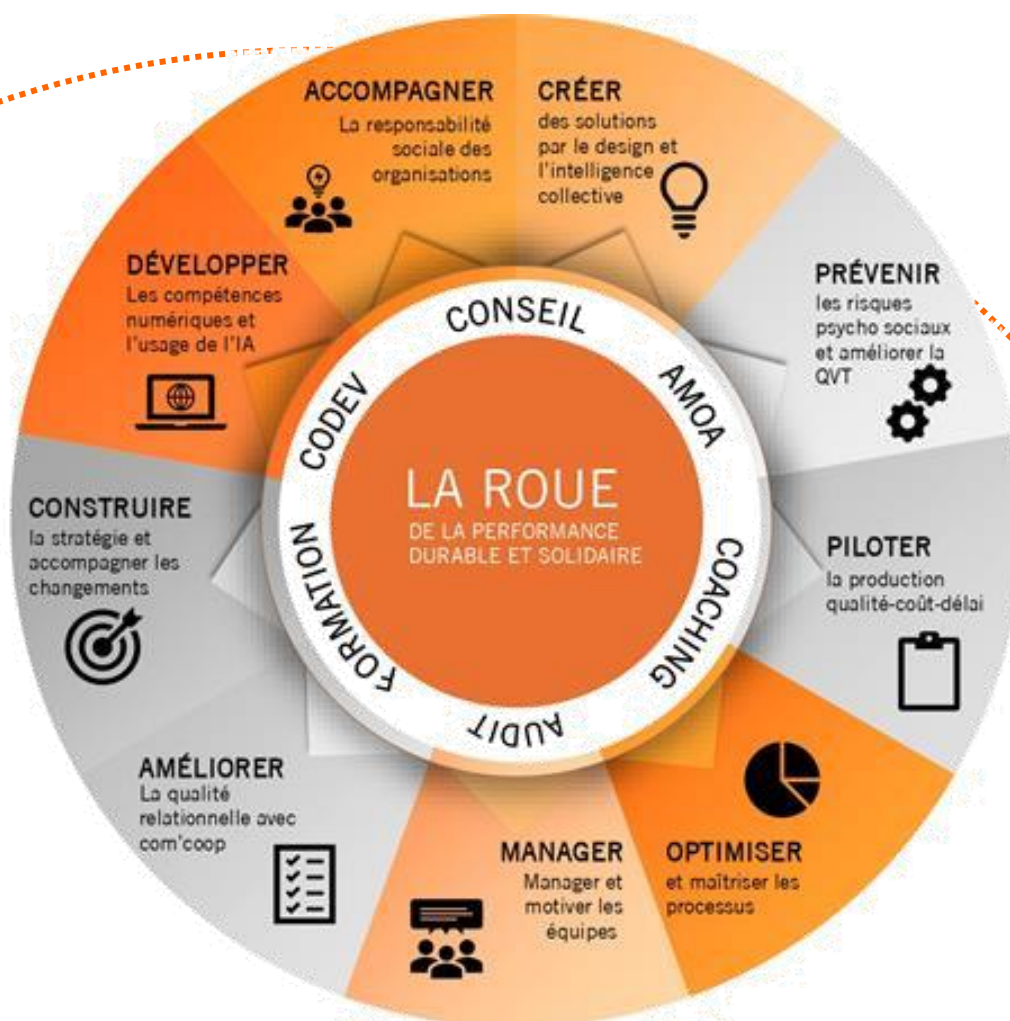 ACCOMPAGNER
La responsabilité
sociale des
organisations
CRÉER
des solutions
par le design et
l'intelligence
collective
PRÉVENIR
les risques
psycho sociaux
et améliorer la
QVT
PILOTER
la production
qualité-coût-délai
OPTIMISER
et maîtriser les
processus
MANAGER
Manager et
motiver les
équipes
AMÉLIORER
La qualité
relationnelle avec
com'coop
CONSTRUIRE
la stratégie et
accompagner les
changements
DÉVELOPPER
Les compétences
numériques et
l'usage de l'IA
CONSEIL
AMOA
COACHING
AUDIT
FORMATION
CODEV
LA ROUE
DE LA PERFORMANCE
DURABLE ET SOLIDAIRE